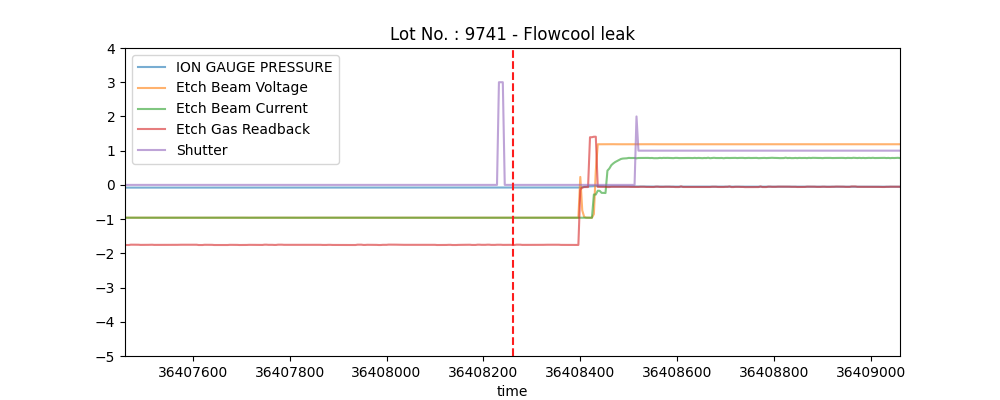 Lot No. : 9741 - Flowcool leak
4
3
2
1
0
−1
−2
−3
−4
−5
ION GAUGE PRESSURE
Etch Beam Voltage
Etch Beam Current
Etch Gas Readback
Shutter
36407600 36407800 36408000 36408200 36408400 36408600 36408800 36409000
time